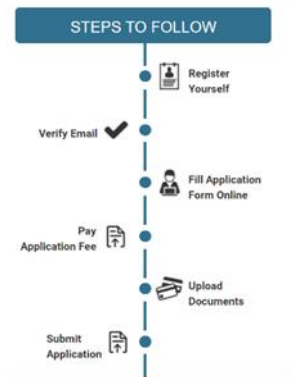 STEPS TO FOLLOW
Register
Yourself
Verify Email
Fill Application
Form Online
Pay
Application Fee
Upload
Documents
Submit
Application